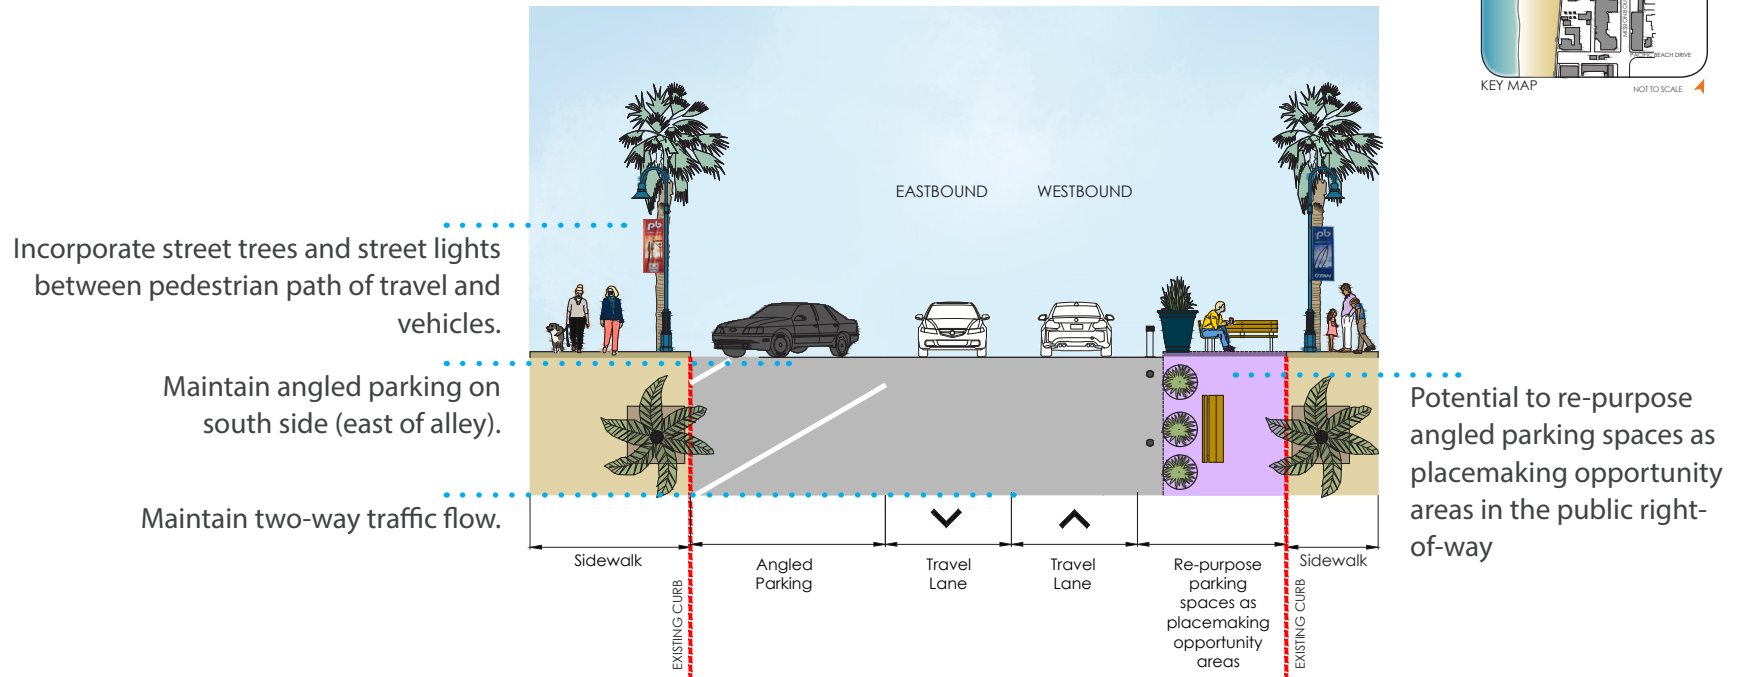 PACIFIC BEACH DRIVE
KEY MAP
NOT TO SCALE
EASTBOUND
WESTBOUND
Incorporate street trees and street lights
between pedestrian path of travel and
vehicles.
pb
pb
Maintain angled parking on
south side (east of alley).
Maintain two-way traffic flow.
Potential to re-purpose
angled parking spaces as
placemaking opportunity
areas in the public right-
of-way
Sidewalk
Angled
Parking
Travel
Lane
Travel
Lane
Re-purpose
parking
spaces as
placemaking
opportunity
areas
Sidewalk
EXISTING CURB
EXISTING CURB